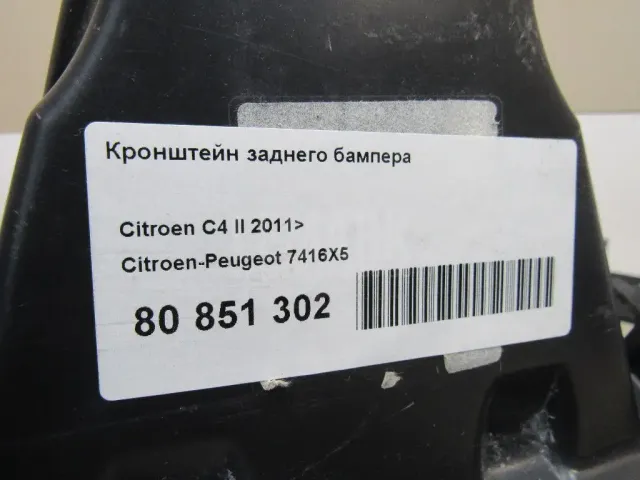 Кронштейн заднего бампера
Citroen C4 II 2011>
Citroen-Peugeot 7416X5
80 851 302